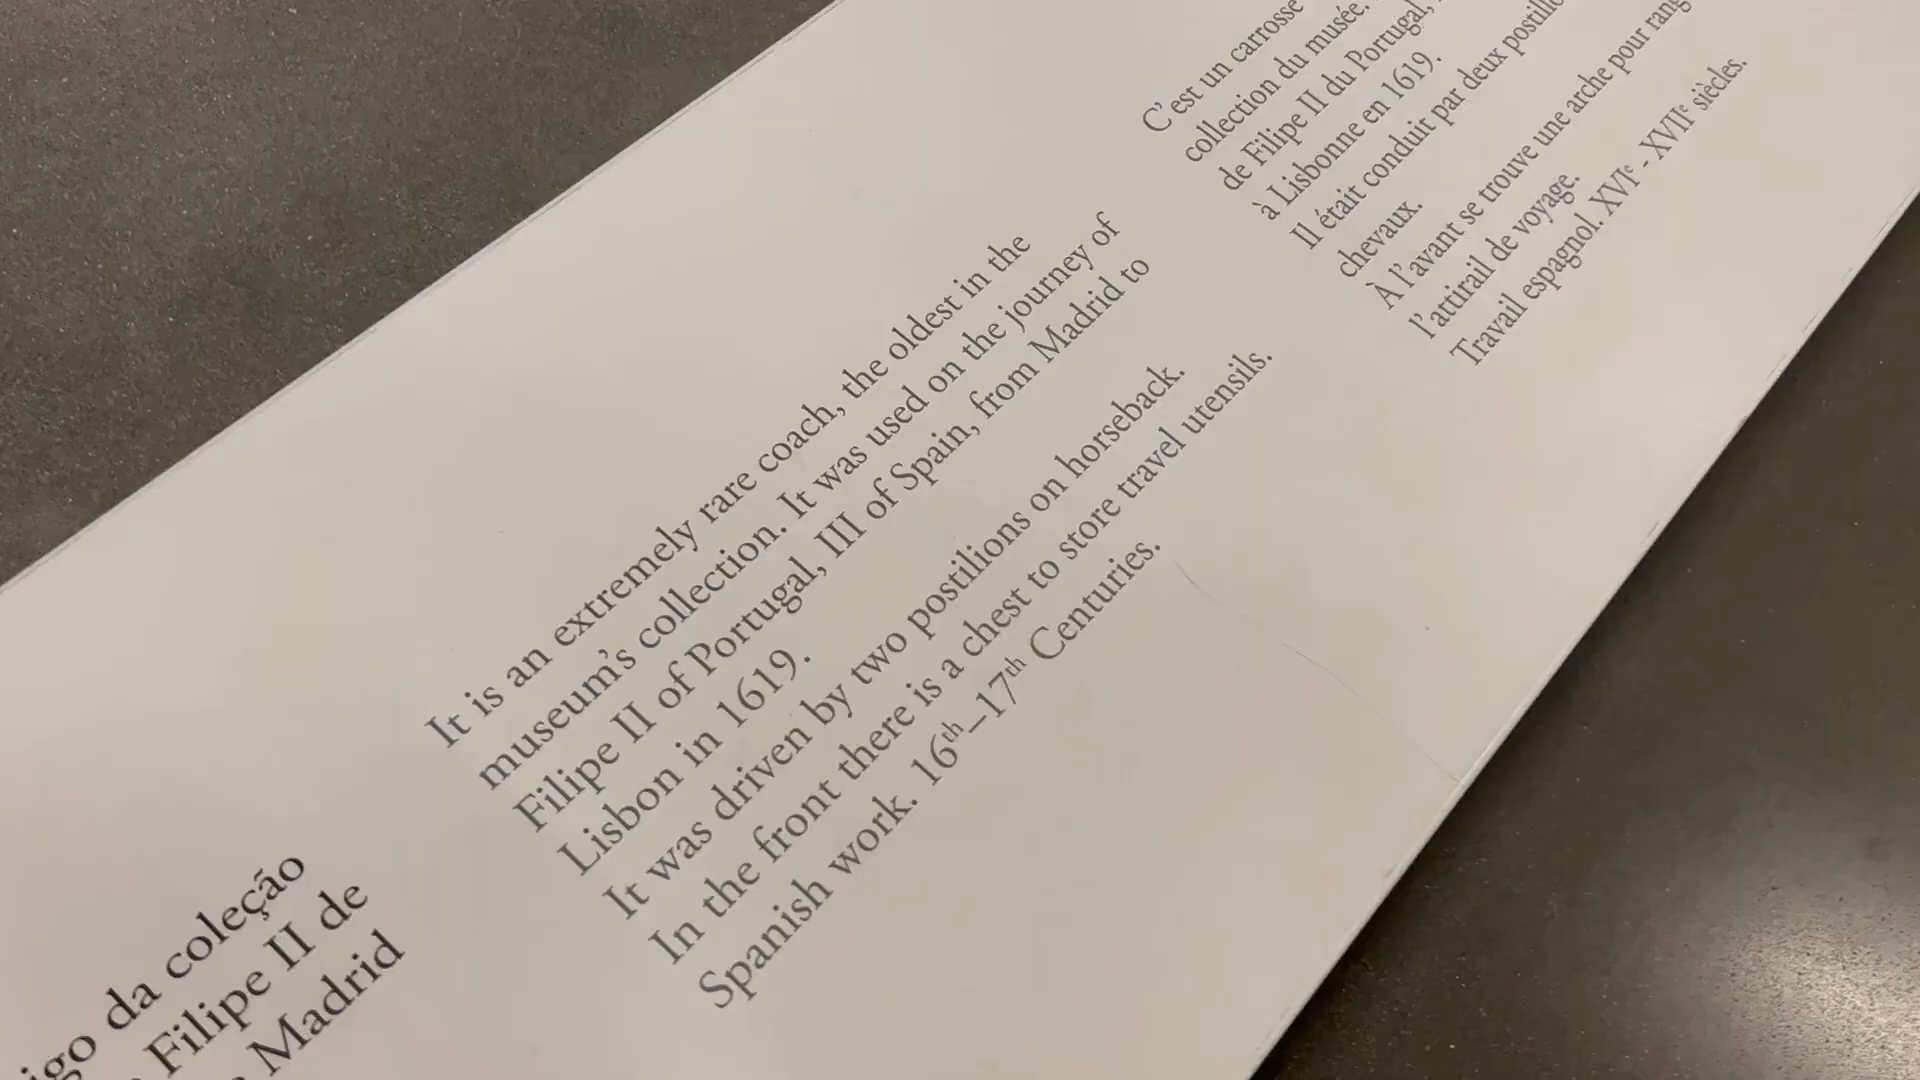 da coleção
Filipe II de
Madrid
It is an extremely rare coach, the oldest in the
museum's collection. It was used on the journey of
Filipe II of Portugal, III of Spain, from Madrid to
Lisbon in 1619.
It was driven by two postilions on horseback.
In the front there is a chest to store travel utensils.
Spanish work. 16th–17th Centuries.
C'est un carrosse
collection du musée.
de Filipe II du Portugal,
à Lisbonne en 1619.
Il était conduit par deux
chevaux.
À l'avant se trouve une arche pour
l'attirail de voyage.
Travail espagnol. XVIe - XVIIe siècles.